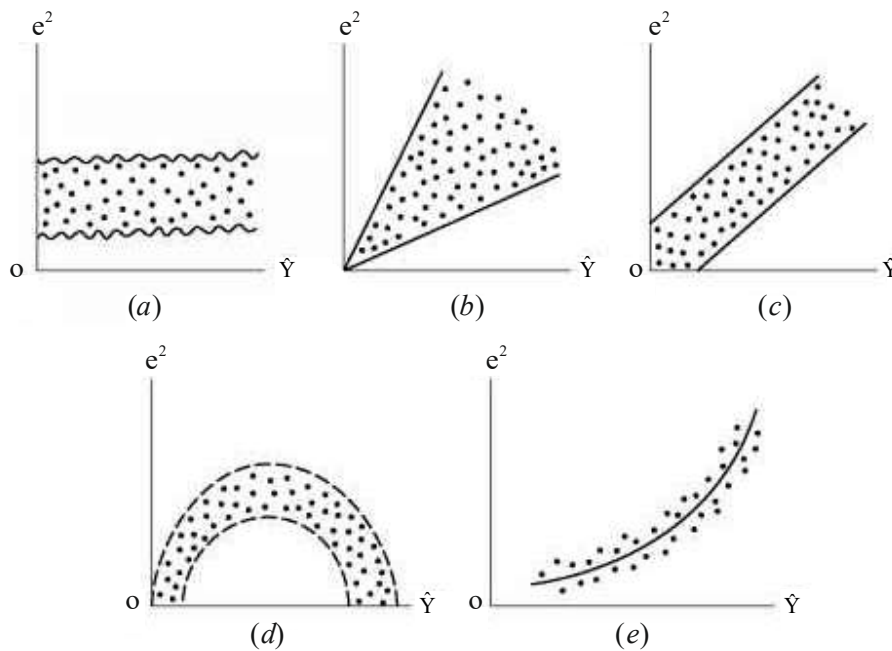 e² e² e²
o Ŷ o Ŷ o Ŷ
(a) (b) (c)
e² e²
o Ŷ o Ŷ
(d) (e)